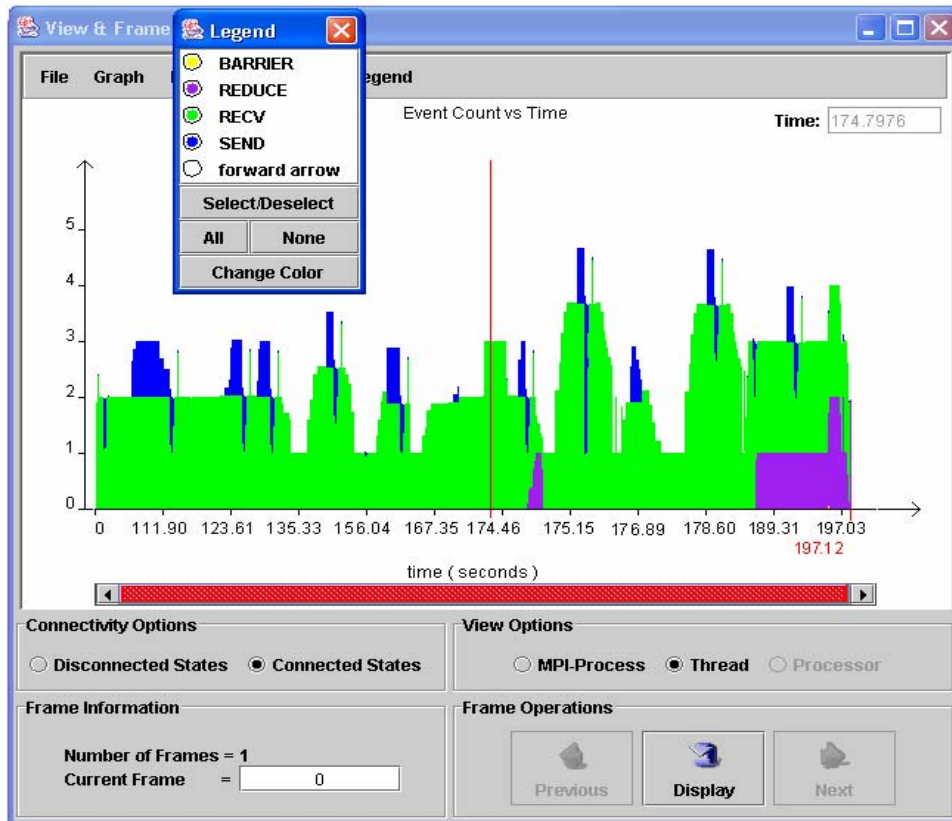 View & Frame
Legend
BARRIER
REDUCE
RECV
SEND
forward arrow
Select/Deselect
All None
Change Color
File Graph egend
Event Count vs Time
Time: 174.7976
5
4
3
2
1
0
0 111.90 123.61 135.33 156.04 167.35 174.46 175.15 176.89 178.60 189.31 197.03
197.12
time ( seconds )
Connectivity Options
Disconnected States Connected States
View Options
MPI-Process Thread Processor
Frame Information
Number of Frames = 1
Current Frame = 0
Frame Operations
Previous Display Next